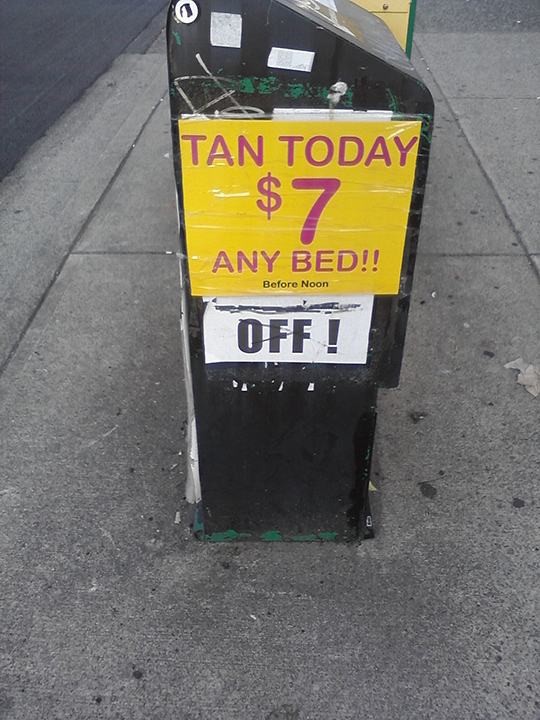 TAN TODAY
$7
ANY BED!!
Before Noon
OFF !